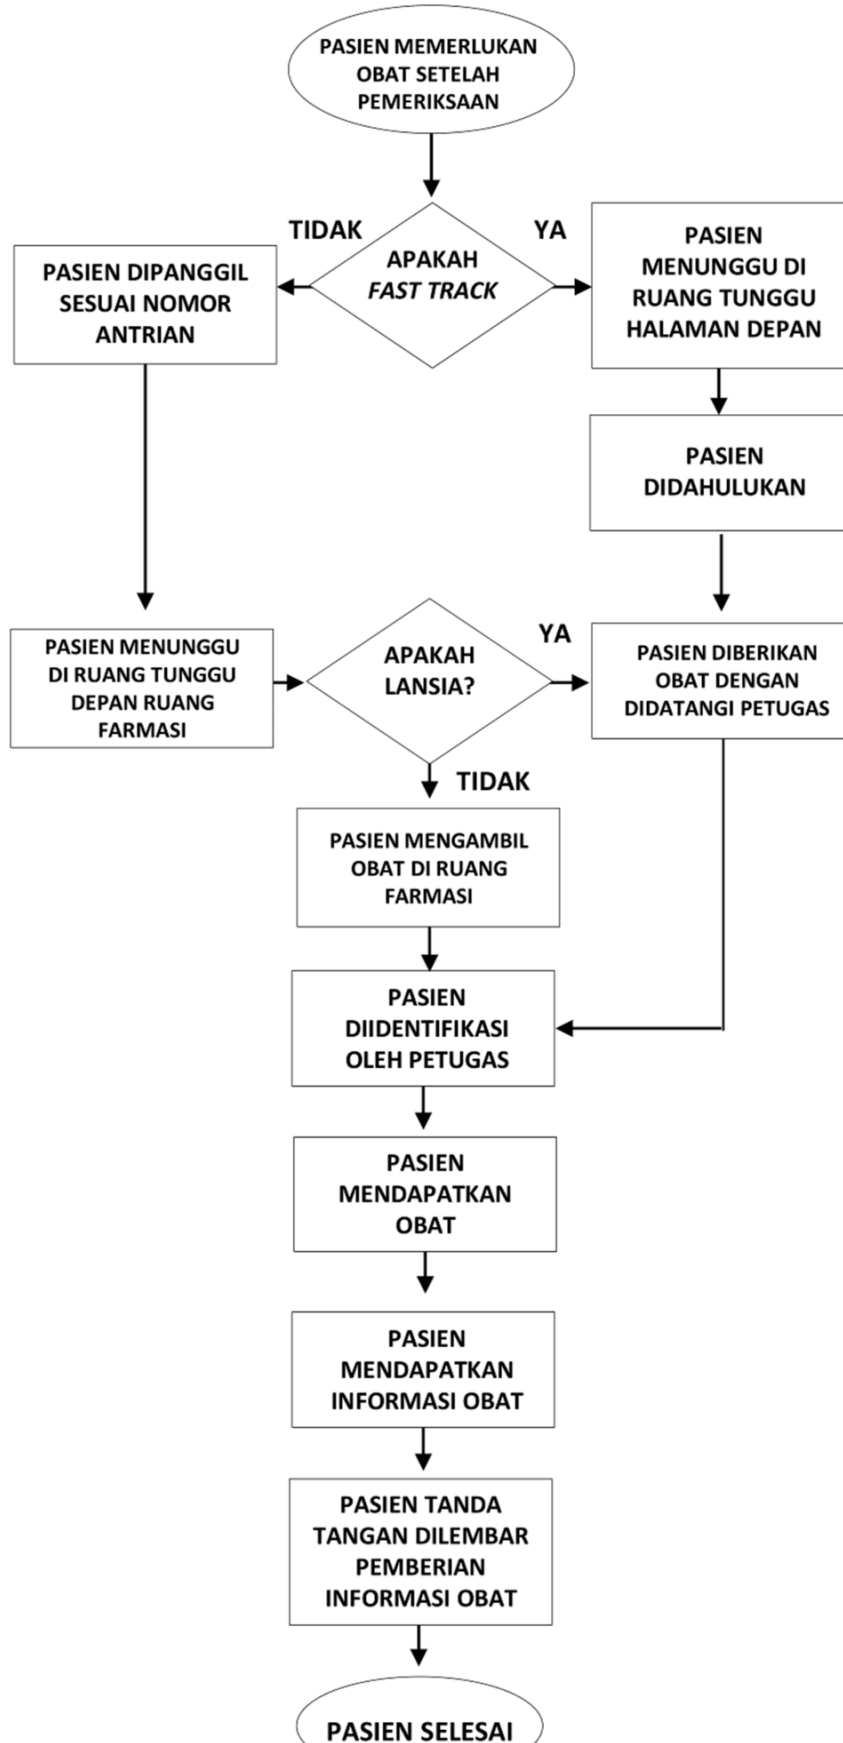 PASIEN MEMERLUKAN
OBAT SETELAH
PEMERIKSAAN
TIDAK
YA
APAKAH
FAST TRACK
PASIEN DIPANGGIL
SESUAI NOMOR
ANTRIAN
PASIEN
MENUNGGU DI
RUANG TUNGGU
HALAMAN DEPAN
PASIEN
DIDAHULUKAN
PASIEN MENUNGGU
DI RUANG TUNGGU
DEPAN RUANG
FARMASI
APAKAH
LANSIA?
YA
PASIEN DIBERIKAN
OBAT DENGAN
DIDATANGI PETUGAS
TIDAK
PASIEN MENGAMBIL
OBAT DI RUANG
FARMASI
PASIEN
DIIDENTIFIKASI
OLEH PETUGAS
PASIEN
MENDAPATKAN
OBAT
PASIEN
MENDAPATKAN
INFORMASI OBAT
PASIEN TANDA
TANGAN DILEMBAR
PEMBERIAN
INFORMASI OBAT
PASIEN SELESAI